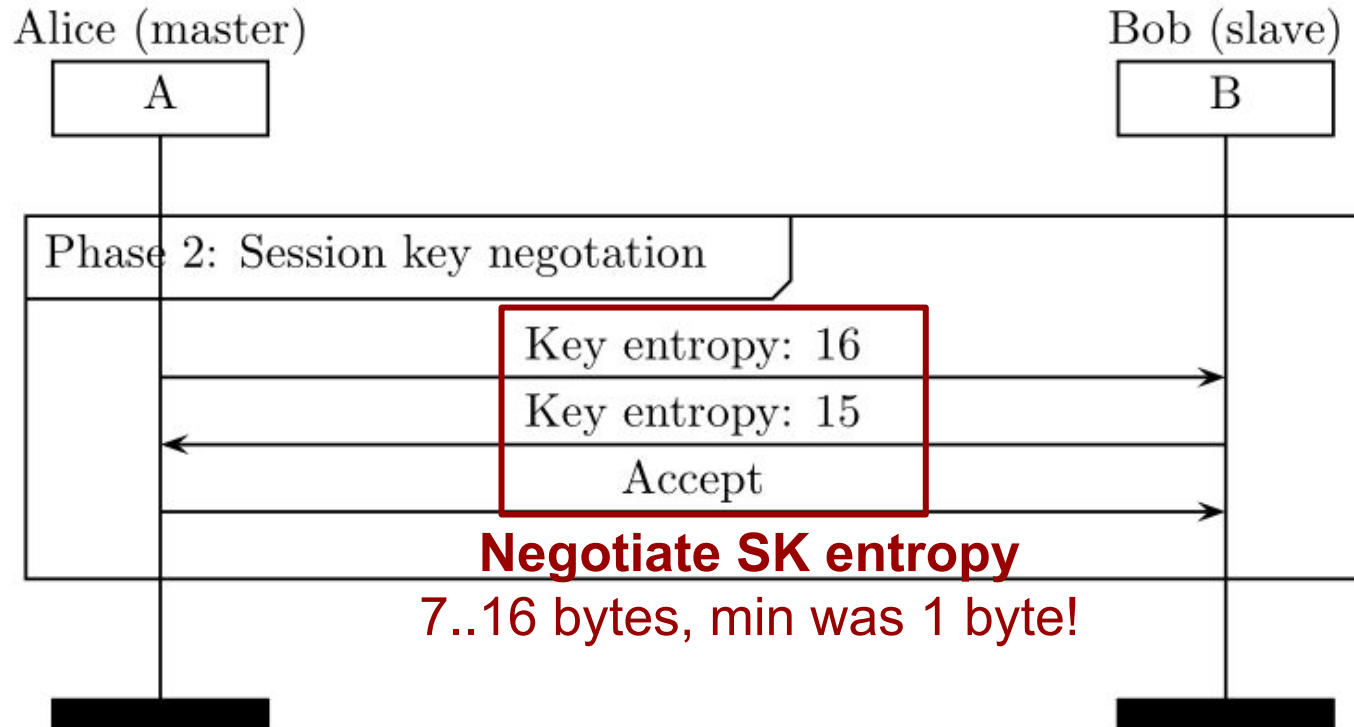 Alice (master)
Bob (slave)
A
B
Phase 2: Session key negotation
Key entropy: 16
Key entropy: 15
Accept
Negotiate SK entropy
7..16 bytes, min was 1 byte!